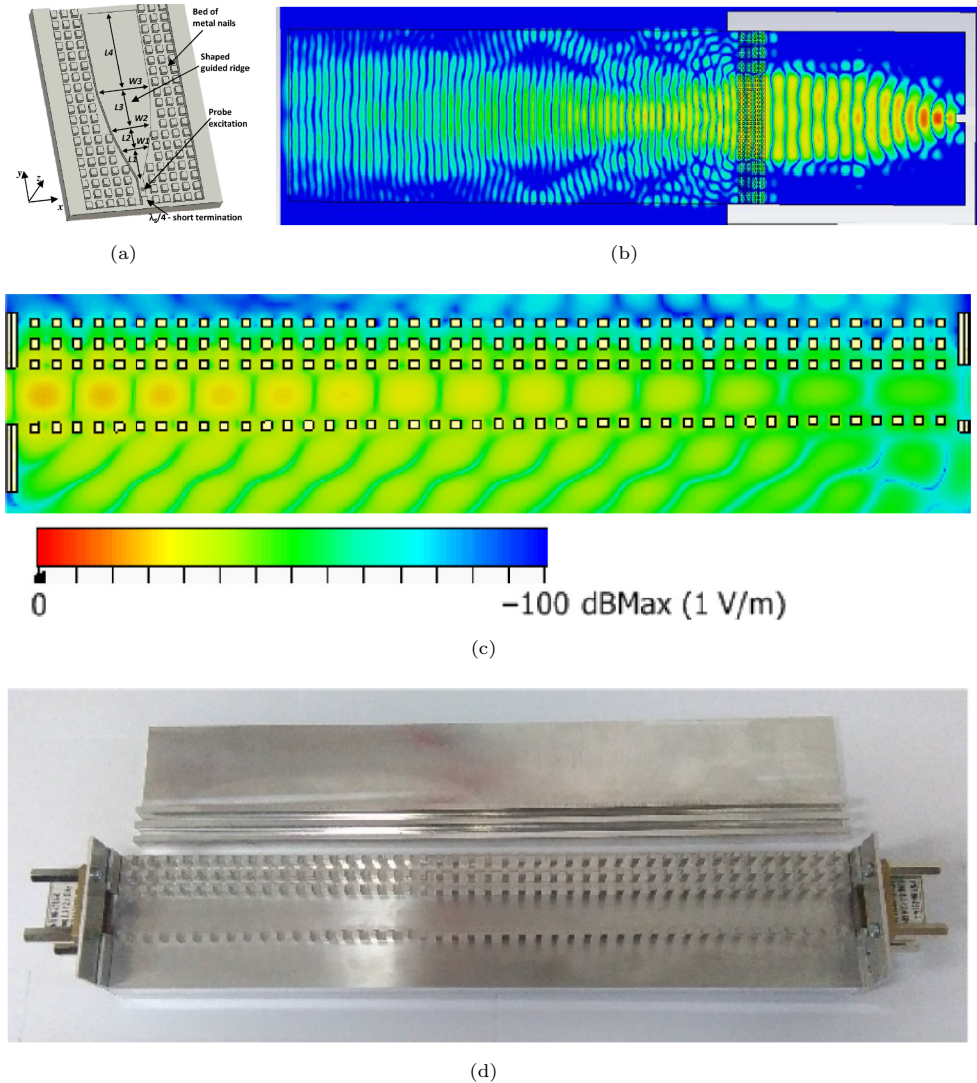 Bed of
metal nails
Shaped
guided ridge
Probe
excitation
L4
W3
L3
W2
L2
W1
L1
y
z
x
λg/4 - short termination
(a)
(b)
0
−100 dBMax (1 V/m)
(c)
(d)